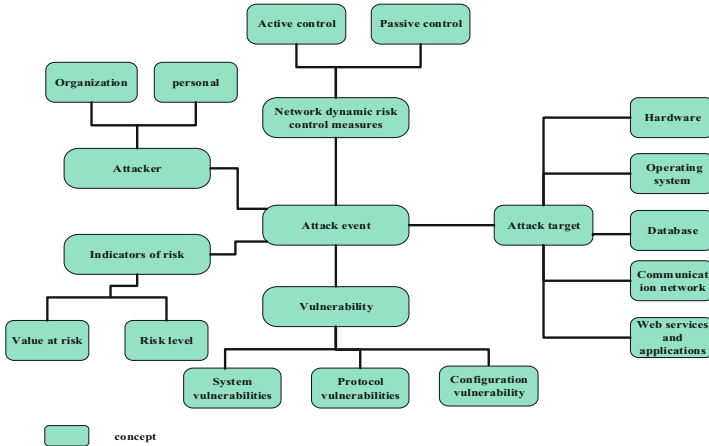 Active control
Passive control
Organization
personal
Network dynamic risk
control measures
Hardware
Attacker
Operating
system
Attack event
Attack target
Database
Indicators of risk
Communicat
ion network
Vulnerability
Value at risk
Risk level
Web services
and
applications
System
vulnerabilities
Protocol
vulnerabilities
Configuration
vulnerability
concept